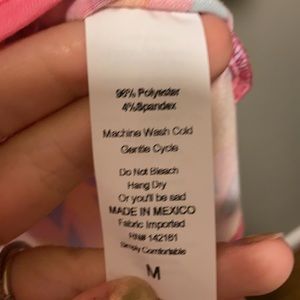 96% Polyester
4%Spandex
Machine Wash Cold
Gentle Cycle
Do Not Bleach
Hang Dry
Or you'll be sad
MADE IN MEXICO
Fabric Imported
RN# 142181
Simply Comfortable
M